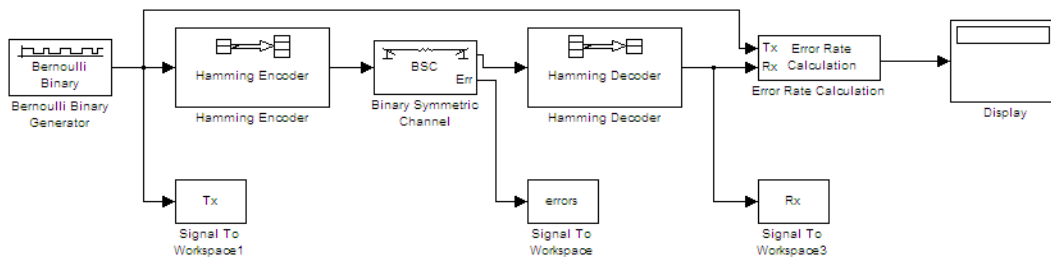 Bernoulli
Binary
Bernoulli Binary
Generator
Hamming Encoder
Hamming Encoder
BSC
Err
Binary Symmetric
Channel
Hamming Decoder
Hamming Decoder
Tx
Rx
Error Rate
Calculation
Error Rate Calculation
Display
Tx
Signal To
Workspace1
errors
Signal To
Workspace
Rx
Signal To
Workspace3